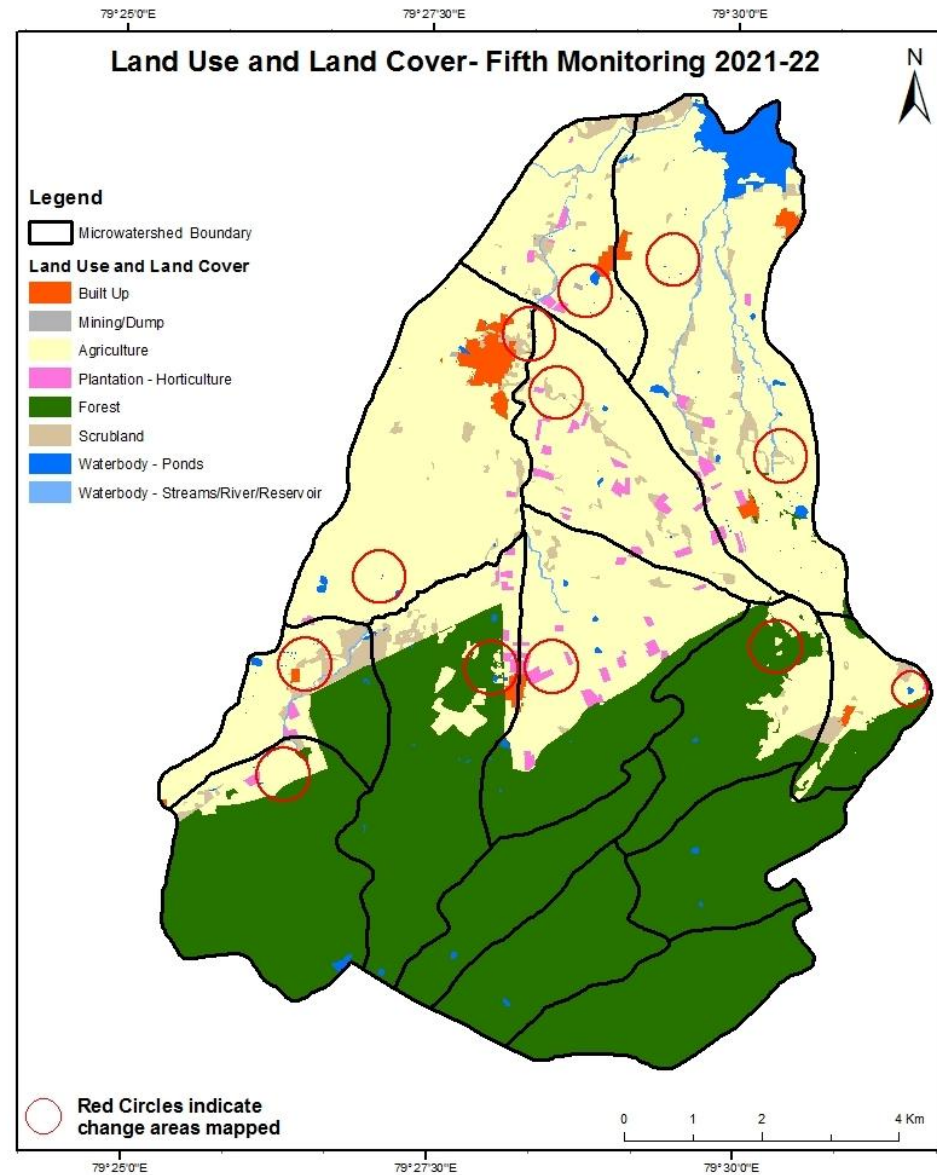 79°25'0"E 79°27'30"E 79°30'0"E
Land Use and Land Cover- Fifth Monitoring 2021-22
N
Legend
Microwatershed Boundary
Land Use and Land Cover
Built Up
Mining/Dump
Agriculture
Plantation - Horticulture
Forest
Scrubland
Waterbody - Ponds
Waterbody - Streams/River/Reservoir
Red Circles indicate
change areas mapped
0 1 2 4 Km
79°25'0"E 79°27'30"E 79°30'0"E